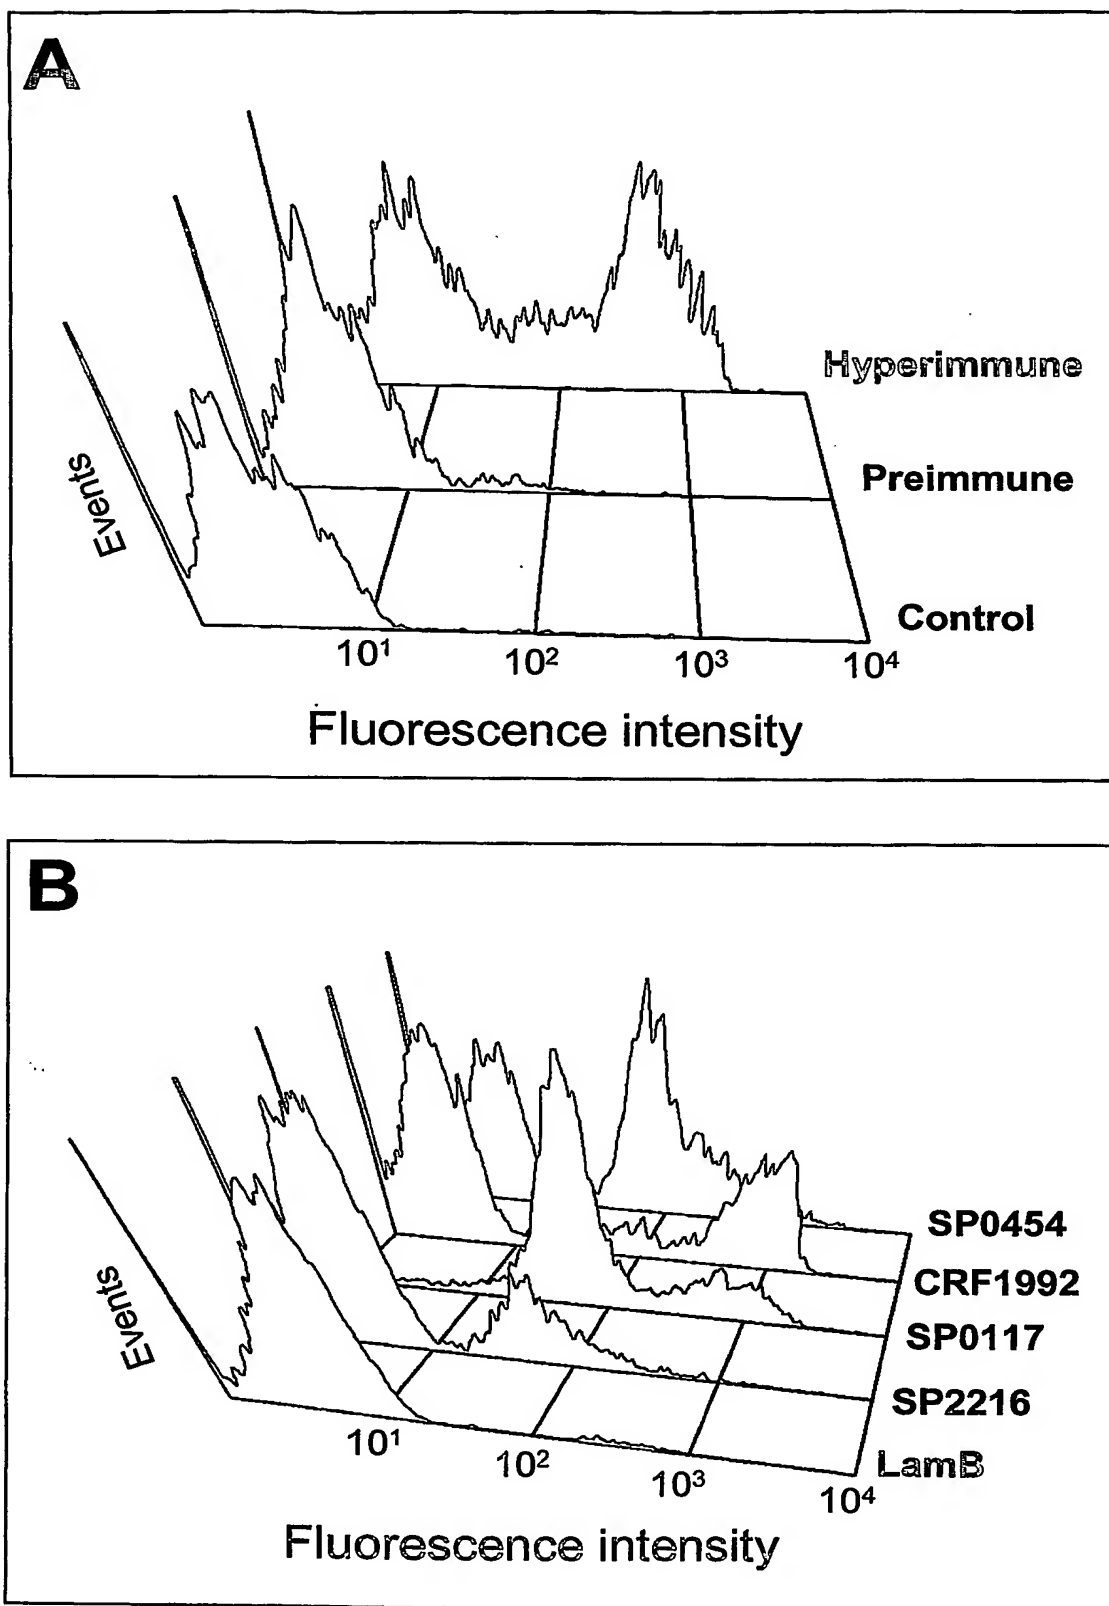 A
Hyperimmune
Preimmune
Control
Events
10¹ 10² 10³ 10⁴
Fluorescence intensity
B
SP0454
CRF1992
SP0117
SP2216
LamB
Events
10¹ 10² 10³ 10⁴
Fluorescence intensity